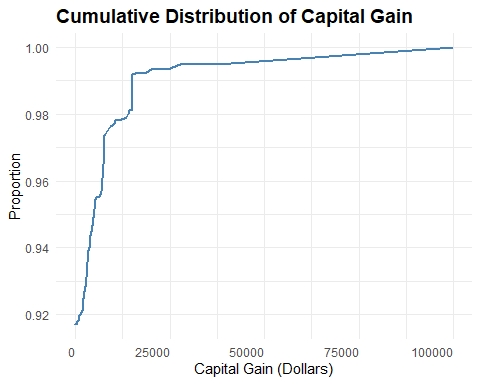 Cumulative Distribution of Capital Gain
1.00
0.98
0.96
0.94
0.92
Proportion
0 25000 50000 75000 100000
Capital Gain (Dollars)